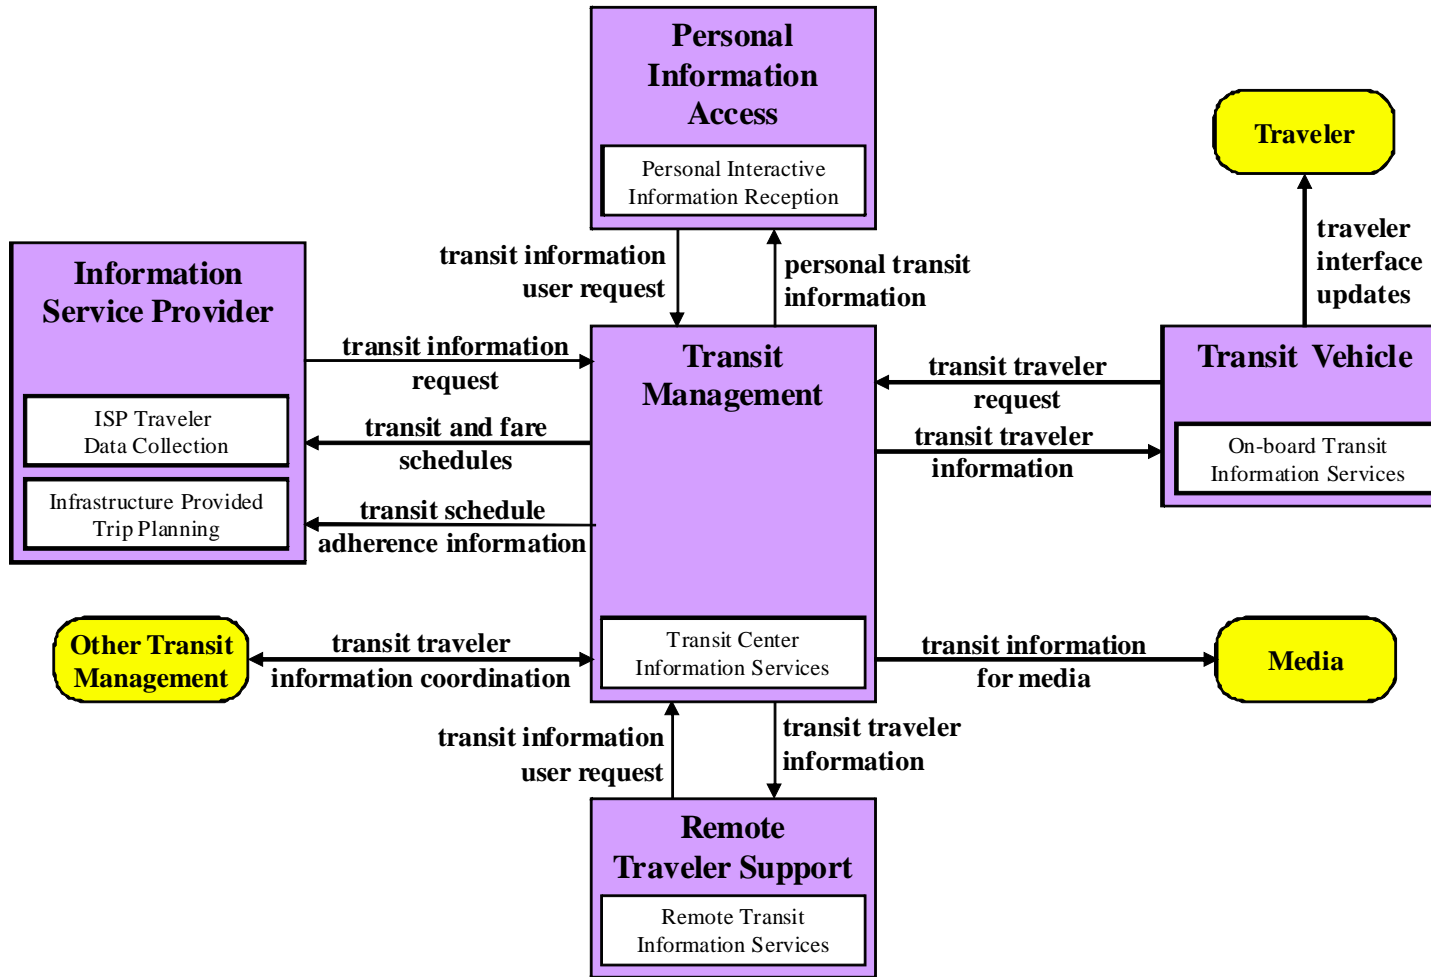 Personal
Information
Access
Personal Interactive
Information Reception
Traveler
transit information
user request
personal transit
information
traveler
interface
updates
Information
Service Provider
ISP Traveler
Data Collection
Infrastructure Provided
Trip Planning
transit information
request
transit and fare
schedules
transit schedule
adherence information
Transit
Management
Transit Center
Information Services
transit traveler
request
transit traveler
information
Transit Vehicle
On-board Transit
Information Services
Other Transit
Management
transit traveler
information coordination
transit information
for media
Media
transit information
user request
transit traveler
information
Remote
Traveler Support
Remote Transit
Information Services